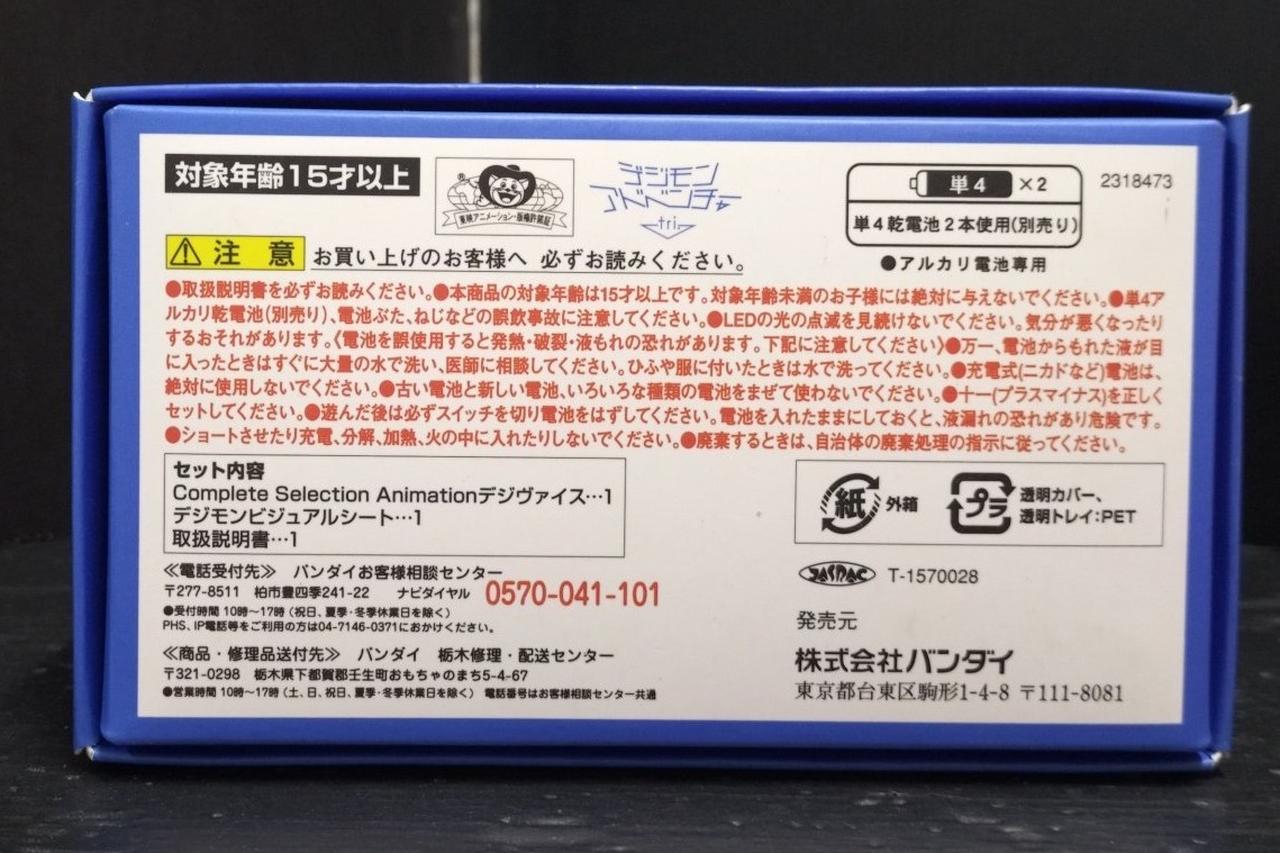 対象年齢15才以上
東映アニメーション・版権許諾証
デジモン
アドベンチャー
tri.
単4 ×2
単4乾電池2本使用(別売り)
●アルカリ電池専用
2318473
注 意 お買い上げのお客様へ 必ずお読みください。
●取扱説明書を必ずお読みください。●本商品の対象年齢は15才以上です。対象年齢未満のお子様には絶対に与えないでください。●単4ア
ルカリ乾電池(別売り)、電池ぶた、ねじなどの誤飲事故に注意してください。●LEDの光の点滅を見続けないでください。気分が悪くなったり
するおそれがあります。《電池を誤使用すると発熱・破裂・液もれの恐れがあります。下記に注意してください》●万一、電池からもれた液が目
に入ったときはすぐに大量の水で洗い、医師に相談してください。ひふや服に付いたときは水で洗ってください。●充電式(ニカドなど)電池は、
絶対に使用しないでください。●古い電池と新しい電池、いろいろな種類の電池をまぜて使わないでください。●+-(プラスマイナス)を正しく
セットしてください。●遊んだ後は必ずスイッチを切り電池をはずしてください。電池を入れたままにしておくと、液漏れの恐れがあり危険です。
●ショートさせたり充電、分解、加熱、火の中に入れたりしないでください。●廃棄するときは、自治体の廃棄処理の指示に従ってください。
セット内容
Complete Selection Animationデジヴァイス…1
デジモンビジュアルシート…1
取扱説明書…1
紙 外箱
プラ 透明カバー、
透明トレイ:PET
≪電話受付先≫ バンダイお客様相談センター
〒277-8511 柏市豊四季241-22 ナビダイヤル 0570-041-101
●受付時間 10時〜17時(祝日、夏季・冬季休業日を除く)
PHS、IP電話等をご利用の方は04-7146-0371におかけください。
≪商品・修理品送付先≫ バンダイ 栃木修理・配送センター
〒321-0298 栃木県下都賀郡壬生町おもちゃのまち5-4-67
●営業時間 10時〜17時(土、日、祝日、夏季・冬季休業日を除く) 電話番号はお客様相談センター共通
JASRAC T-1570028
発売元
株式会社バンダイ
東京都台東区駒形1-4-8 〒111-8081